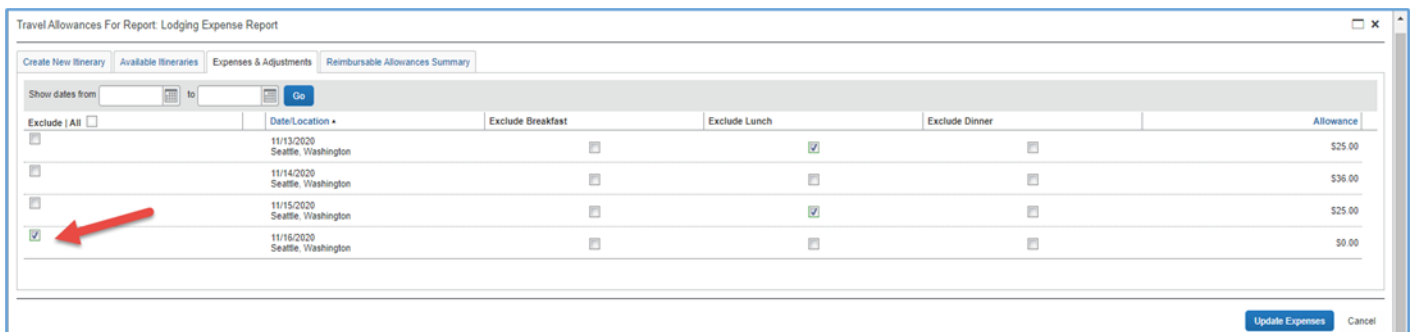 Travel Allowances For Report: Lodging Expense Report
Create New Itinerary Available Itineraries Expenses & Adjustments Reimbursable Allowances Summary
Show dates from to Go
Exclude | All Date/Location Exclude Breakfast Exclude Lunch Exclude Dinner Allowance
11/13/2020
Seattle, Washington $25.00
11/14/2020
Seattle, Washington $36.00
11/15/2020
Seattle, Washington $25.00
11/16/2020
Seattle, Washington $0.00
Update Expenses Cancel